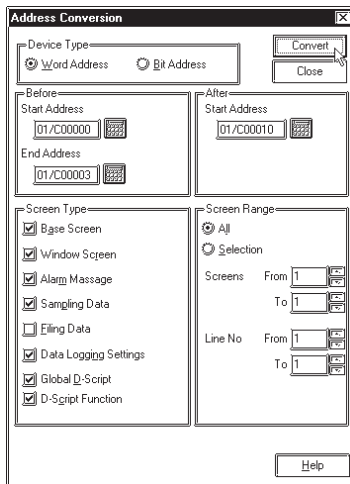 Address Conversion
Device Type
Word Address Bit Address
Convert
Close
Before
Start Address
01/C00000
End Address
01/C00003
After
Start Address
01/C00010
Screen Type
Base Screen
Window Screen
Alarm Massage
Sampling Data
Filing Data
Data Logging Settings
Global D-Script
D-Script Function
Screen Range
All
Selection
Screens From 1
To 1
Line No From 1
To 1
Help